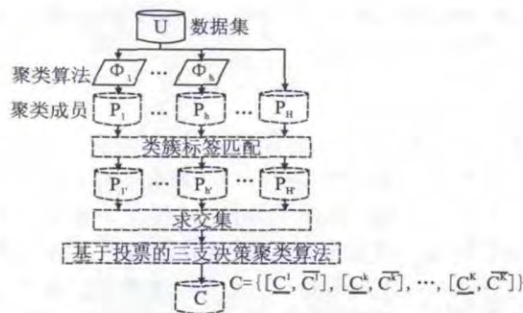 U 数据集
聚类算法 Φ₁ … Φₕ
聚类成员 P₁ … Pₕ … P_H
类簇标签匹配
P₁' … Pₕ' … P_H'
求交集
基于投票的三支决策聚类算法
C C={[C̲¹, C̅¹], [C̲ᵏ, C̅ᵏ], …, [C̲ᴷ, C̅ᴷ]}